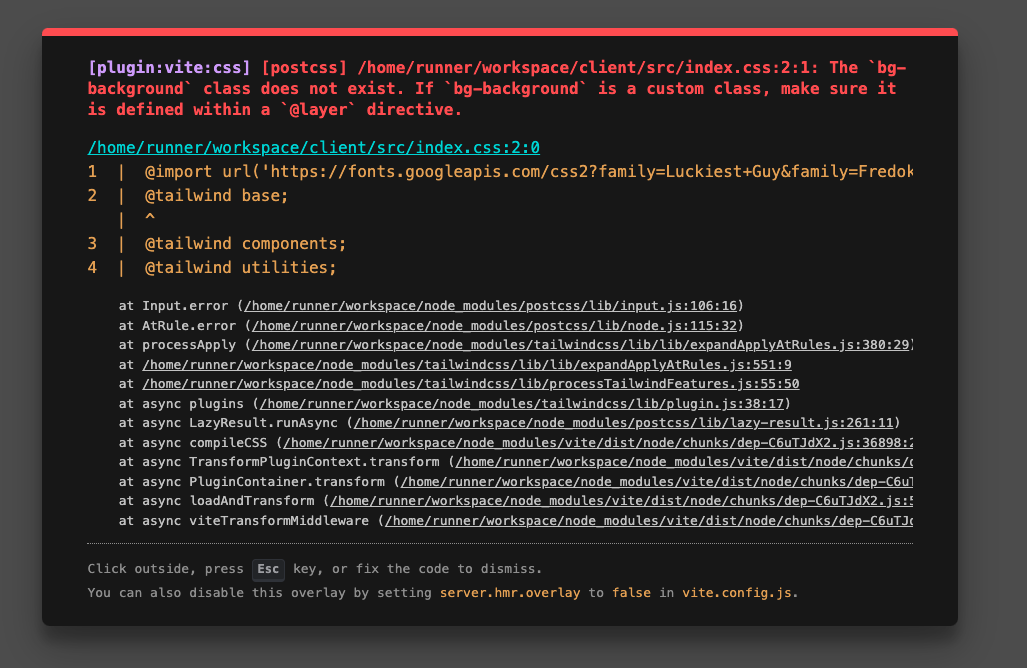 [plugin:vite:css] [postcss] /home/runner/workspace/client/src/index.css:2:1: The `bg-
background` class does not exist. If `bg-background` is a custom class, make sure it
is defined within a `@layer` directive.
/home/runner/workspace/client/src/index.css:2:0
1  |  @import url('https://fonts.googleapis.com/css2?family=Luckiest+Guy&family=Fredok
2  |  @tailwind base;
   |  ^
3  |  @tailwind components;
4  |  @tailwind utilities;
at Input.error (/home/runner/workspace/node_modules/postcss/lib/input.js:106:16)
at AtRule.error (/home/runner/workspace/node_modules/postcss/lib/node.js:115:32)
at processApply (/home/runner/workspace/node_modules/tailwindcss/lib/lib/expandApplyAtRules.js:380:29)
at /home/runner/workspace/node_modules/tailwindcss/lib/lib/expandApplyAtRules.js:551:9
at /home/runner/workspace/node_modules/tailwindcss/lib/processTailwindFeatures.js:55:50
at async plugins (/home/runner/workspace/node_modules/tailwindcss/lib/plugin.js:38:17)
at async LazyResult.runAsync (/home/runner/workspace/node_modules/postcss/lib/lazy-result.js:261:11)
at async compileCSS (/home/runner/workspace/node_modules/vite/dist/node/chunks/dep-C6uTJdX2.js:36898:2
at async TransformPluginContext.transform (/home/runner/workspace/node_modules/vite/dist/node/chunks/d
at async PluginContainer.transform (/home/runner/workspace/node_modules/vite/dist/node/chunks/dep-C6uT
at async loadAndTransform (/home/runner/workspace/node_modules/vite/dist/node/chunks/dep-C6uTJdX2.js:5
at async viteTransformMiddleware (/home/runner/workspace/node_modules/vite/dist/node/chunks/dep-C6uTJd
Click outside, press Esc key, or fix the code to dismiss.
You can also disable this overlay by setting server.hmr.overlay to false in vite.config.js.